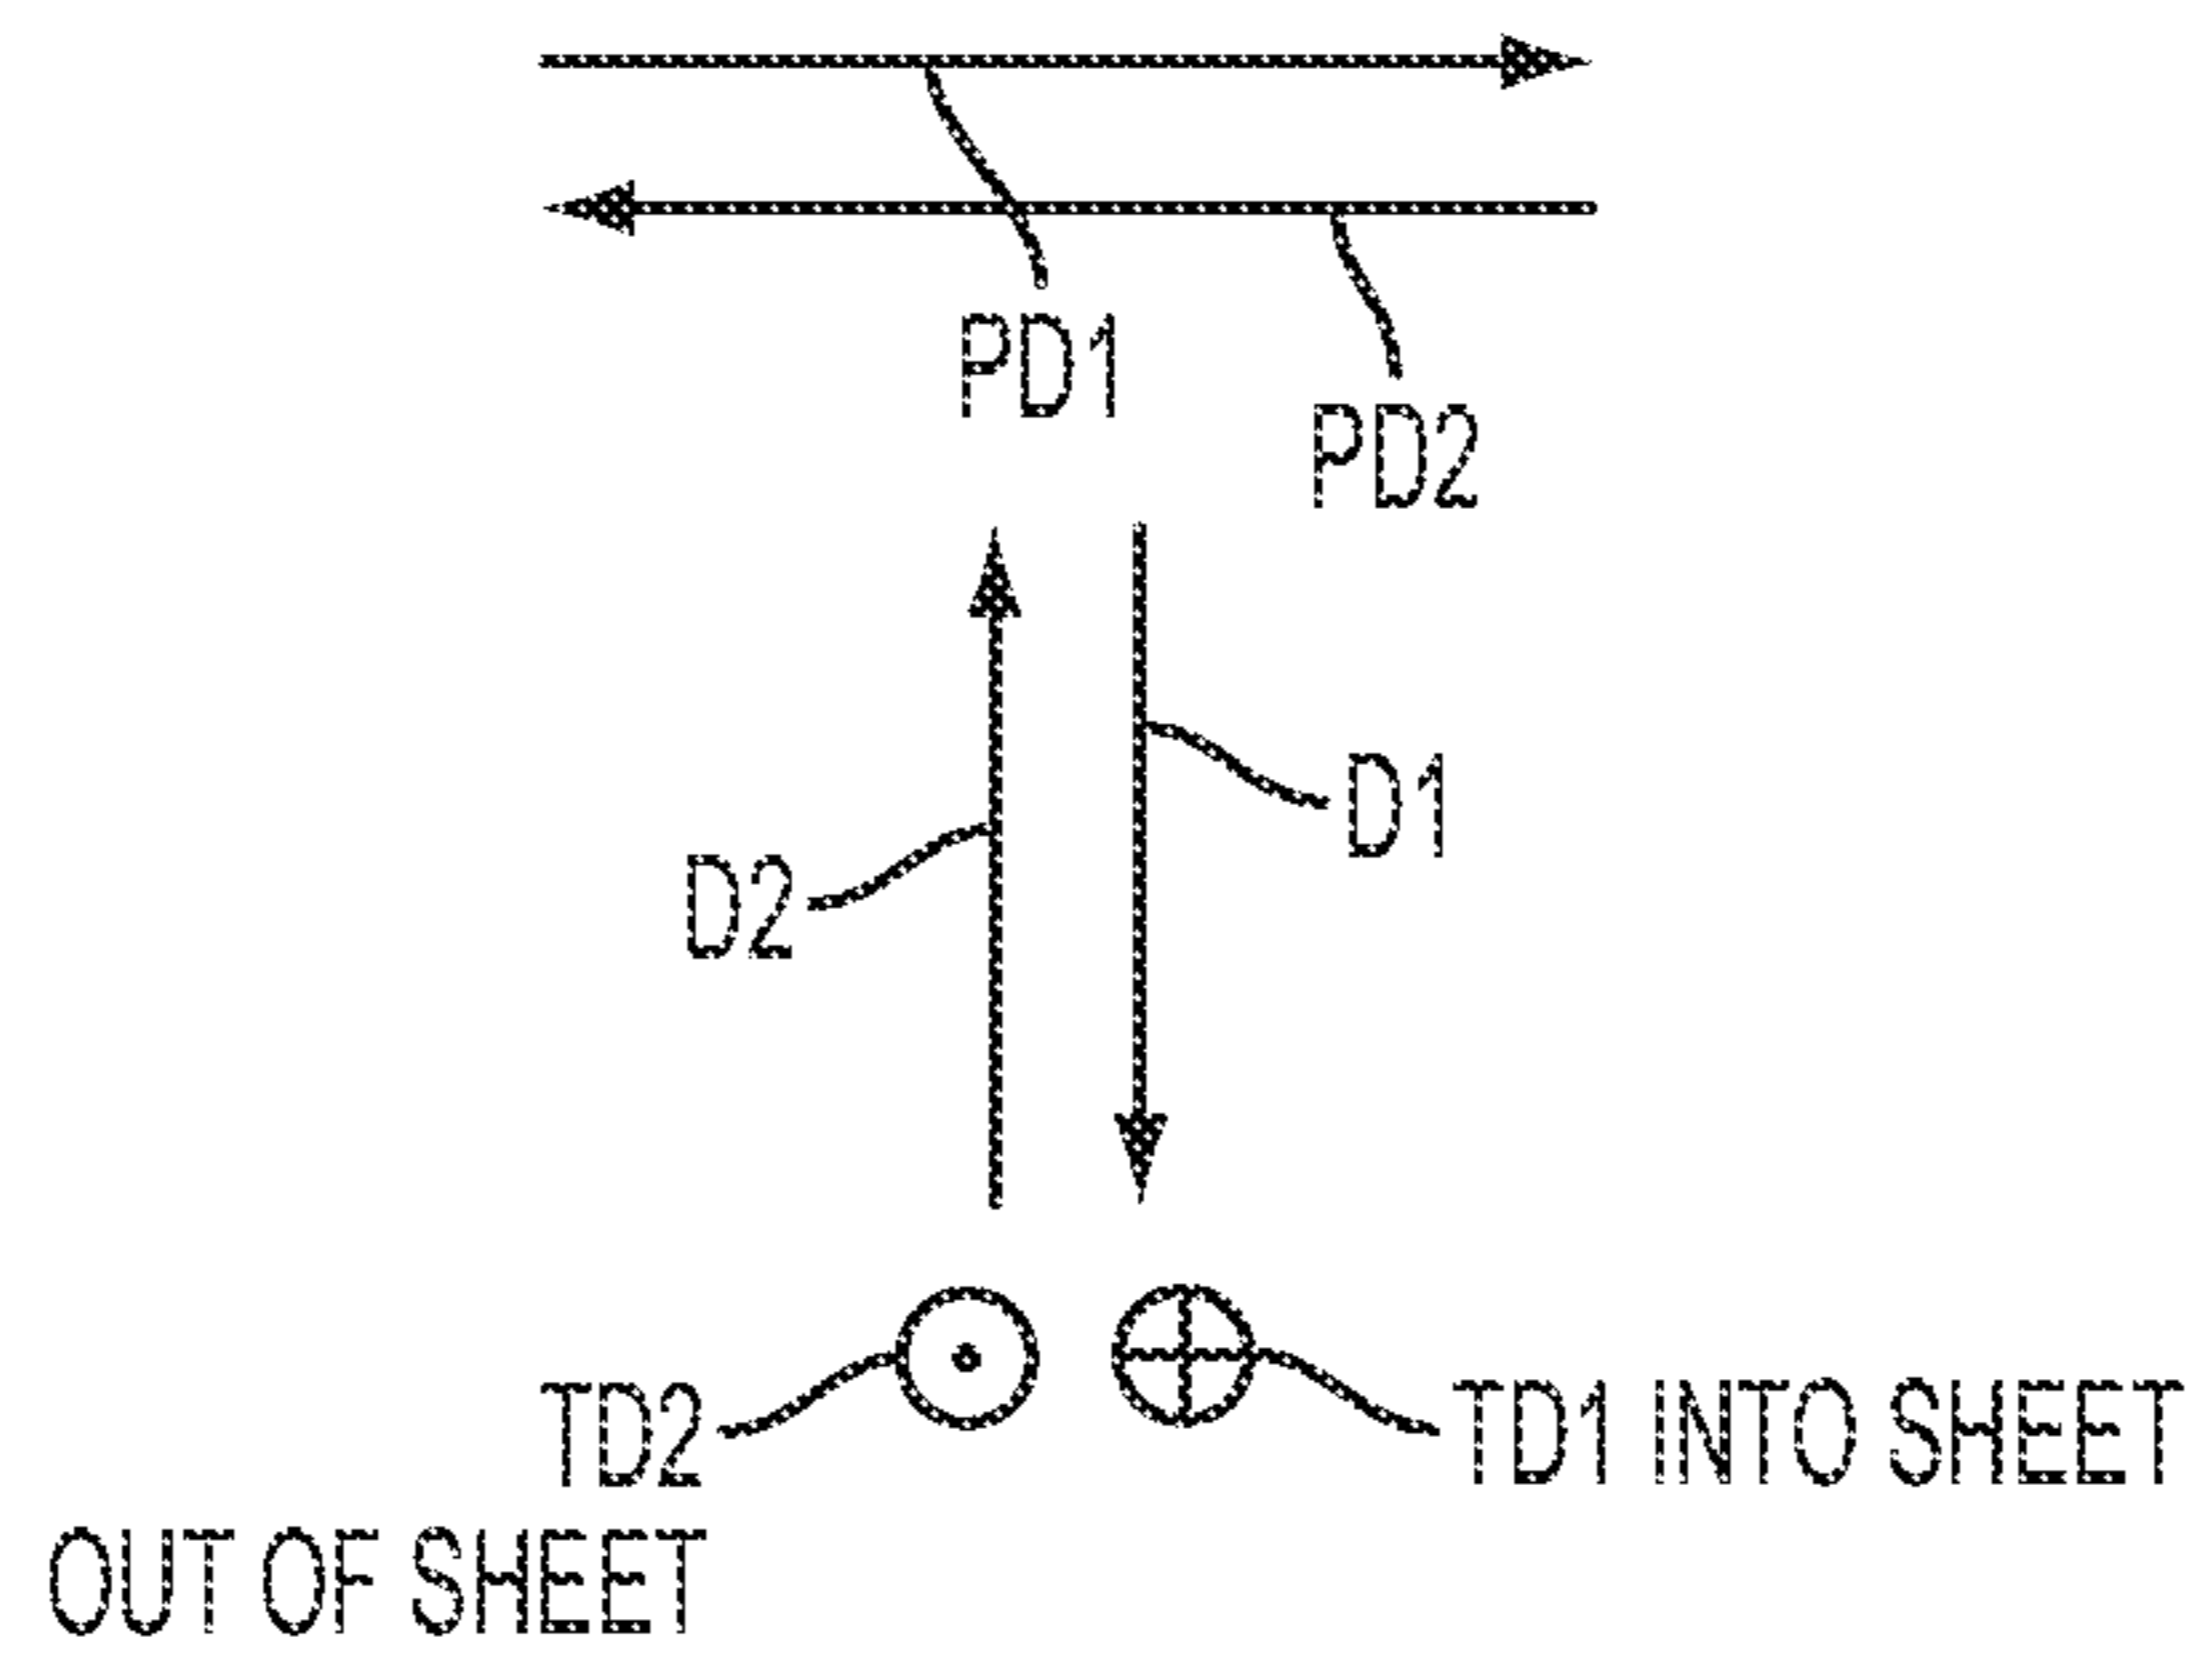 PD1
PD2
D1
D2
TD2
OUT OF SHEET
TD1 INTO SHEET